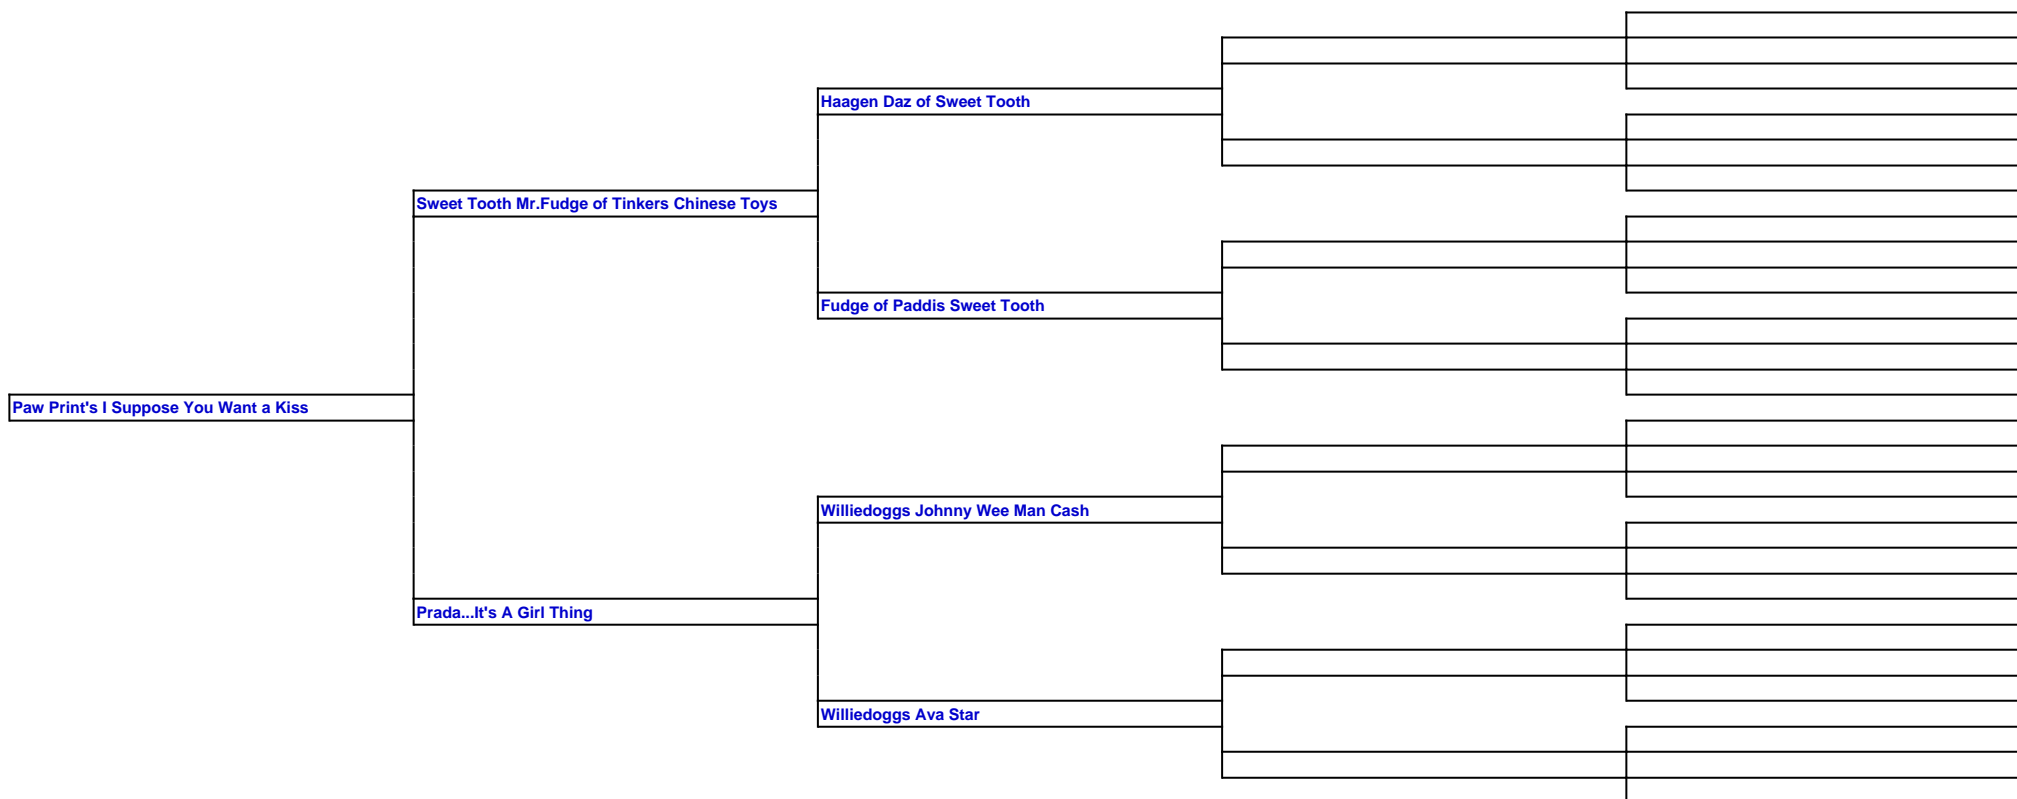 Haagen Daz of Sweet Tooth
Sweet Tooth Mr.Fudge of Tinkers Chinese Toys
Fudge of Paddis Sweet Tooth
Paw Print's I Suppose You Want a Kiss
Williedoggs Johnny Wee Man Cash
Prada...It's A Girl Thing
Williedoggs Ava Star